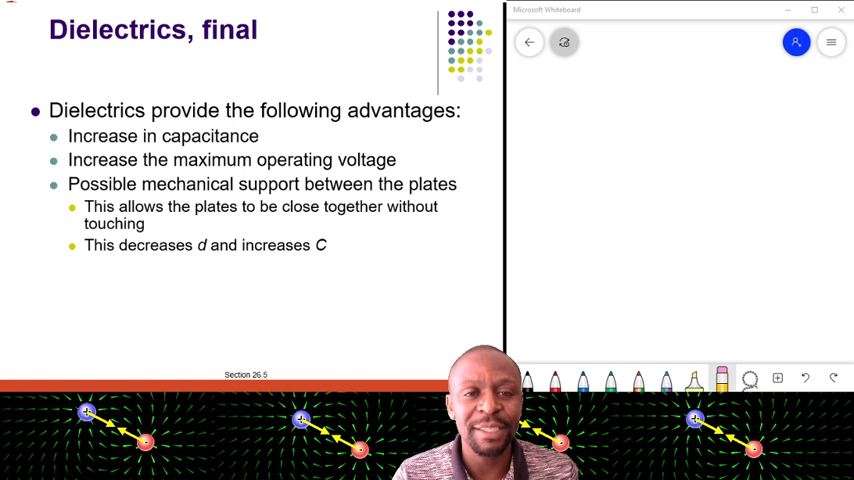 Dielectrics, final
Dielectrics provide the following advantages:
Increase in capacitance
Increase the maximum operating voltage
Possible mechanical support between the plates
This allows the plates to be close together without
touching
This decreases d and increases C
Section 26.5
Microsoft Whiteboard